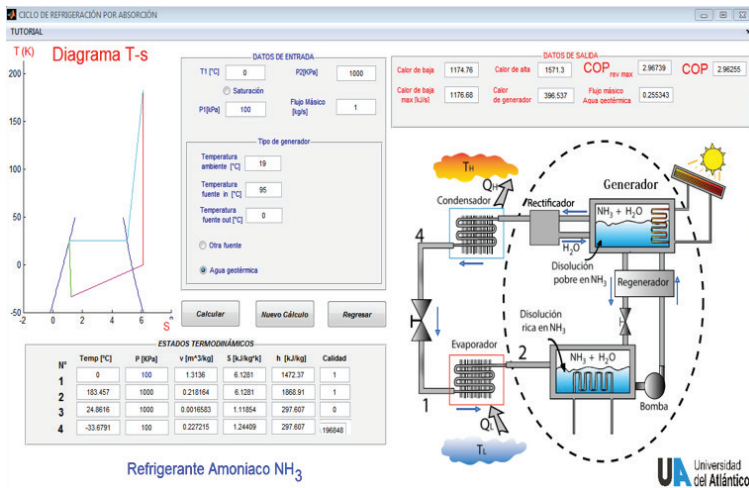 CICLO DE REFRIGERACIÓN POR ABSORCIÓN
TUTORIAL
T (K) Diagrama T-s
200
150
100
50
0
-50
-2 0 2 4 6 8
S
DATOS DE ENTRADA
T1 [°C] 0 P2[KPa] 1000
Saturación
P1[kPa] 100 Flujo Másico [kg/s] 1
Tipo de generador
Temperatura ambiente [°C] 19
Temperatura fuente in [°C] 95
Temperatura fuente out [°C] 0
Otra fuente
Agua geotérmica
Calcular Nuevo Cálculo Regresar
DATOS DE SALIDA
Calor de baja 1174.76 Calor de alta 1571.3 COP rev max 2.96739 COP 2.96255
Calor de baja max [kJ/s] 1176.68 Calor de generador 396.537 Flujo másico Agua geotérmica 0.255343
ESTADOS TERMODINÁMICOS
N° Temp [°C] P [KPa] v [m^3/kg] S [kJ/kg*k] h [kJ/kg] Calidad
1 0 100 1.3136 6.1281 1472.37 1
2 183.457 1000 0.218164 6.1281 1868.91 1
3 24.8616 1000 0.0016583 1.11854 297.607 0
4 -33.6791 100 0.227215 1.24409 297.607 196848
Refrigerante Amoniaco NH3
TH
QH
Condensador
Rectificador
Generador
NH3 + H2O
H2O
Disolución pobre en NH3
Regenerador
4
Evaporador
2
1
Disolución rica en NH3
NH3 + H2O
Bomba
QL
TL
UA Universidad del Atlántico